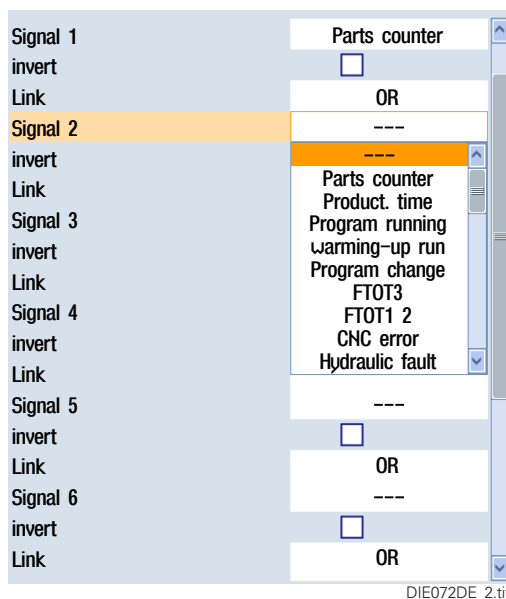 Signal 1 Parts counter
invert
Link OR
Signal 2 ---
invert ---
Link Parts counter
Product. time
Signal 3 Program running
invert warming-up run
Link Program change
FTOT3
Signal 4 FTOT1 2
invert CNC error
Link Hydraulic fault
Signal 5 ---
invert
Link OR
Signal 6 ---
invert
Link OR
DIE072DE 2.ti